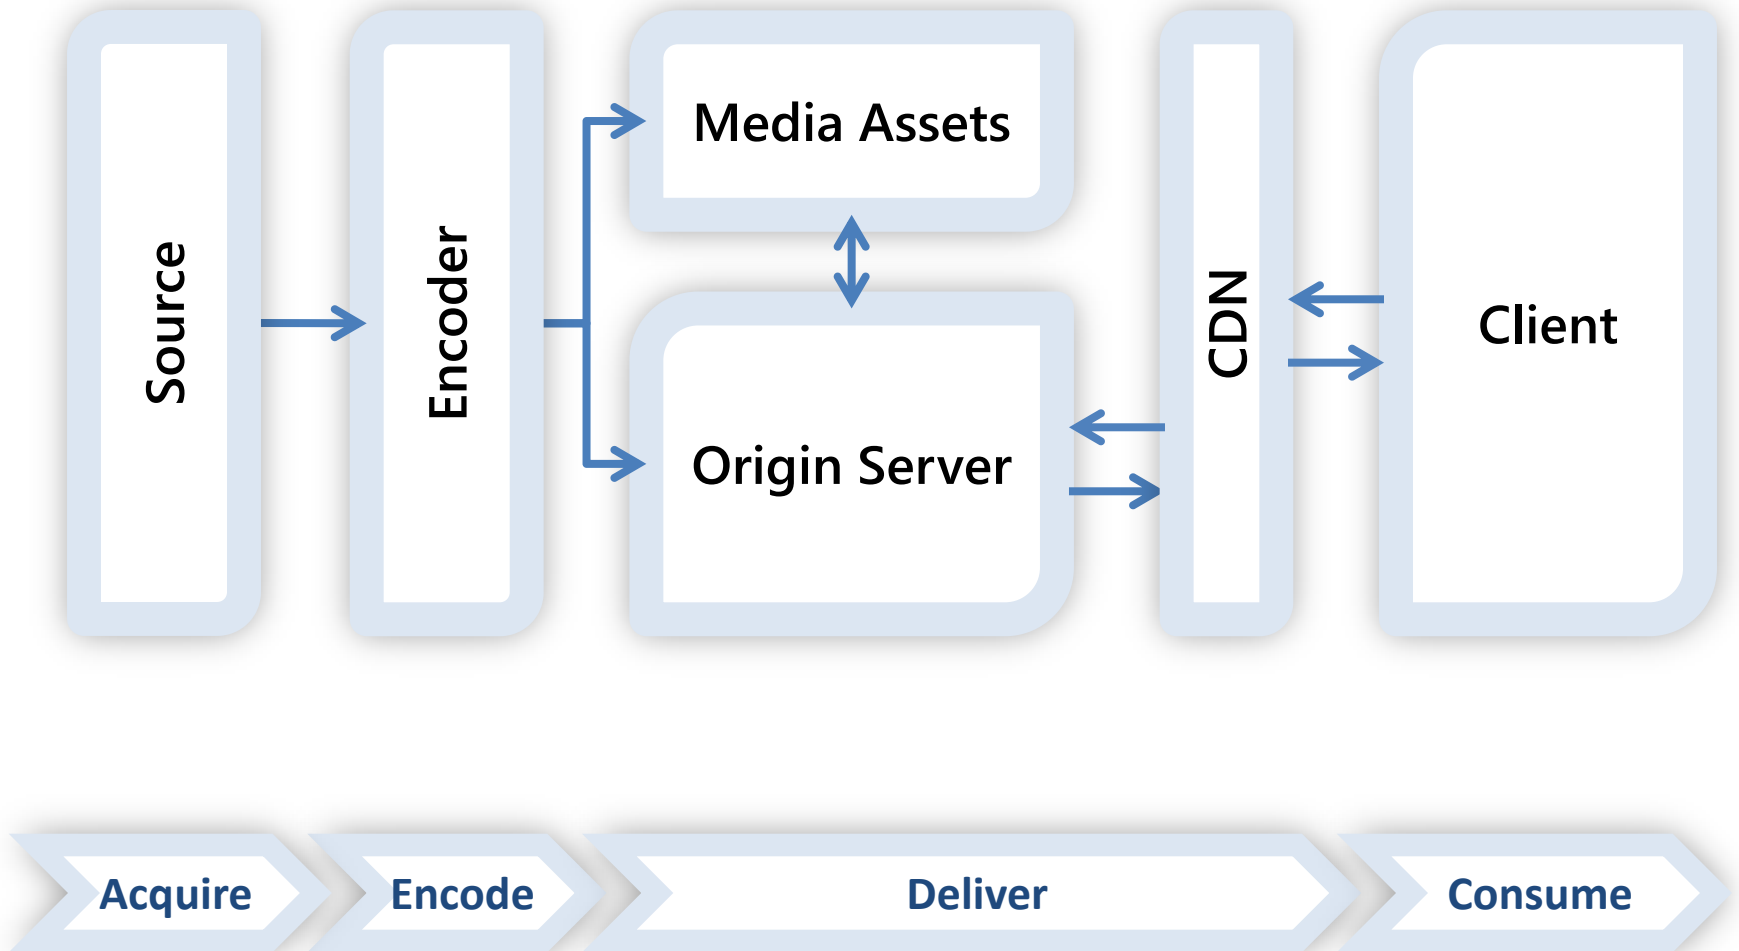 Source
Encoder
Media Assets
Origin Server
CDN
Client
Acquire
Encode
Deliver
Consume